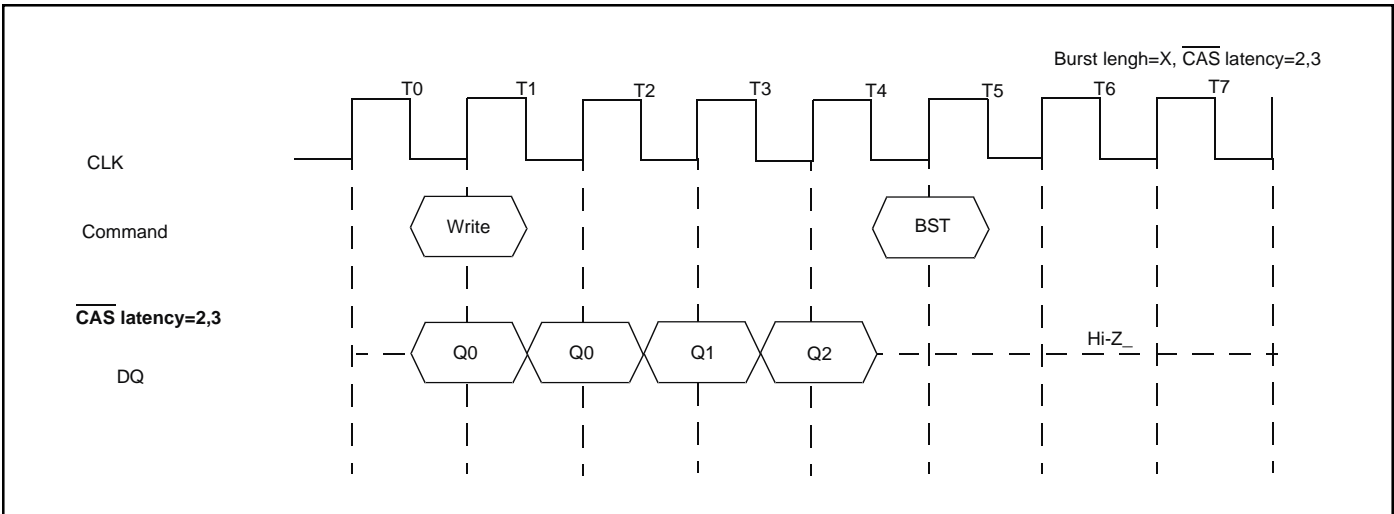 Burst lengh=X, CAS latency=2,3
T0 T1 T2 T3 T4 T5 T6 T7
CLK
Command
Write
BST
CAS latency=2,3
DQ
Q0 Q0 Q1 Q2
Hi-Z_